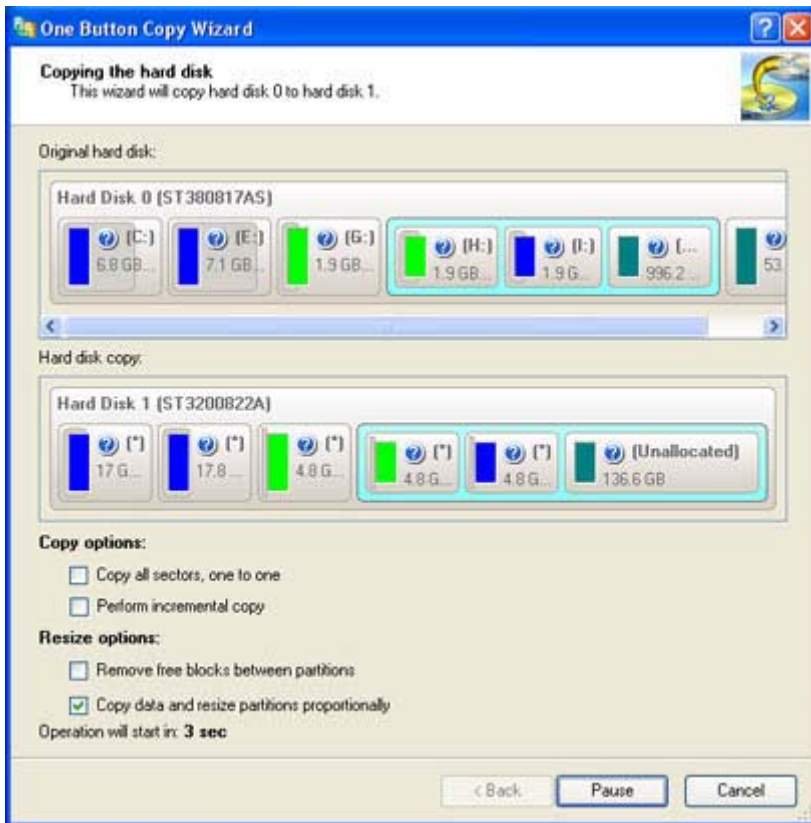 One Button Copy Wizard
Copying the hard disk
This wizard will copy hard disk 0 to hard disk 1.
Original hard disk:
Hard Disk 0 (ST380817AS)
(C:) (E:) (G:) (H:) (I:) (...
6.8 GB... 7.1 GB... 1.9 GB... 1.9 GB... 1.9 G... 996.2 ... 53.
Hard disk copy:
Hard Disk 1 (ST3200822A)
(*) (*) (*) (*) (*) (Unallocated)
17 G... 17.8 ... 4.8 G... 4.8 G... 4.8 G... 136.6 GB
Copy options:
Copy all sectors, one to one
Perform incremental copy
Resize options:
Remove free blocks between partitions
Copy data and resize partitions proportionally
Operation will start in: 3 sec
< Back Pause Cancel